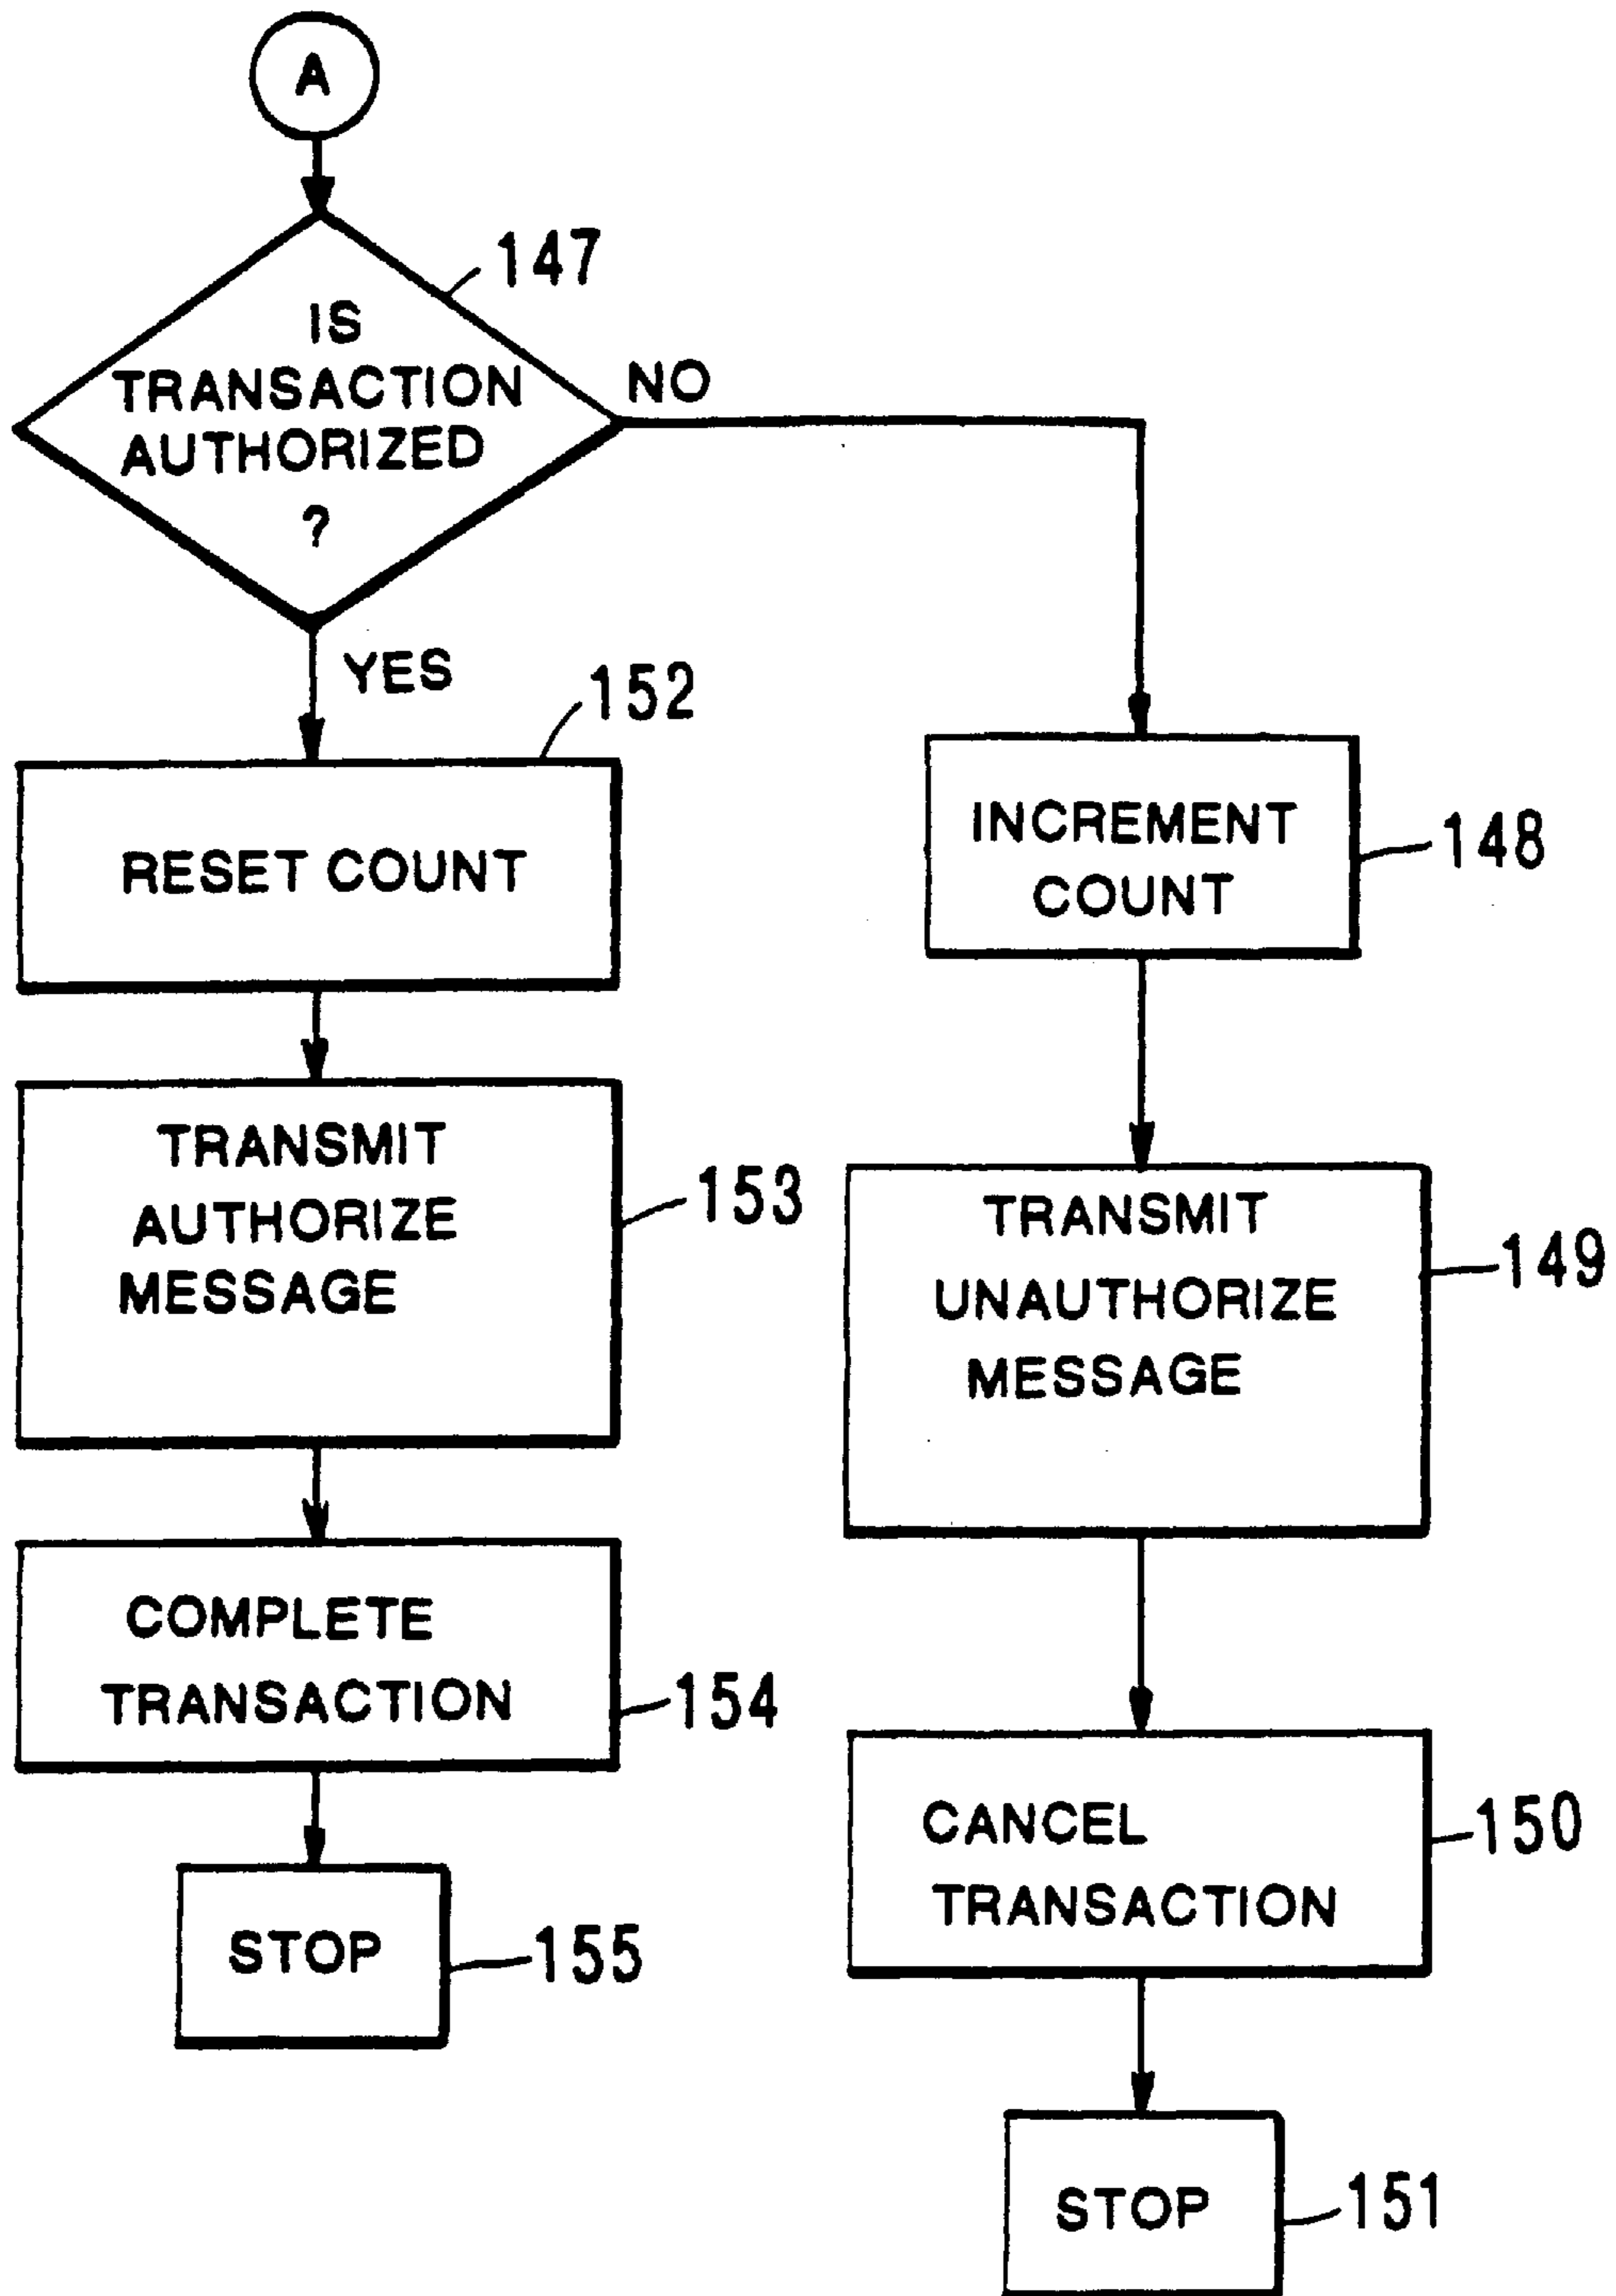 A
147
IS
TRANSACTION
AUTHORIZED
?
NO
YES
152
RESET COUNT
INCREMENT
COUNT
148
TRANSMIT
AUTHORIZE
MESSAGE
153
TRANSMIT
UNAUTHORIZE
MESSAGE
149
COMPLETE
TRANSACTION
154
CANCEL
TRANSACTION
150
STOP
155
STOP
151